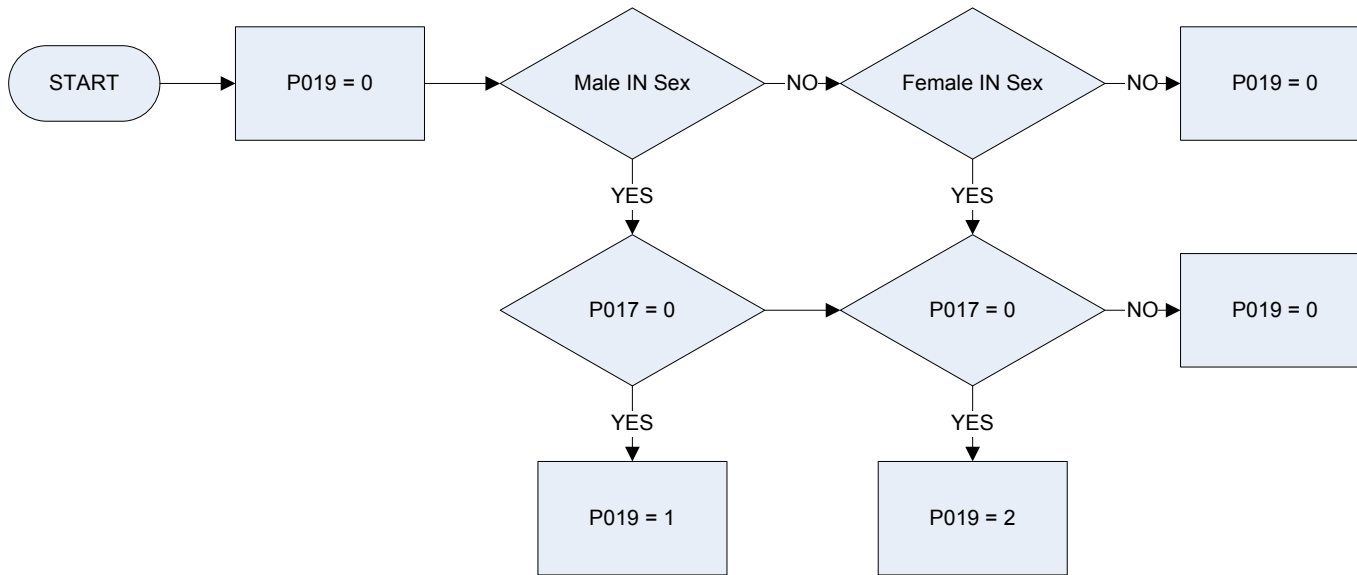 START
P019 = 0
Male IN Sex
NO
Female IN Sex
NO
P019 = 0
YES
YES
P017 = 0
P017 = 0
NO
P019 = 0
YES
YES
P019 = 1
P019 = 2